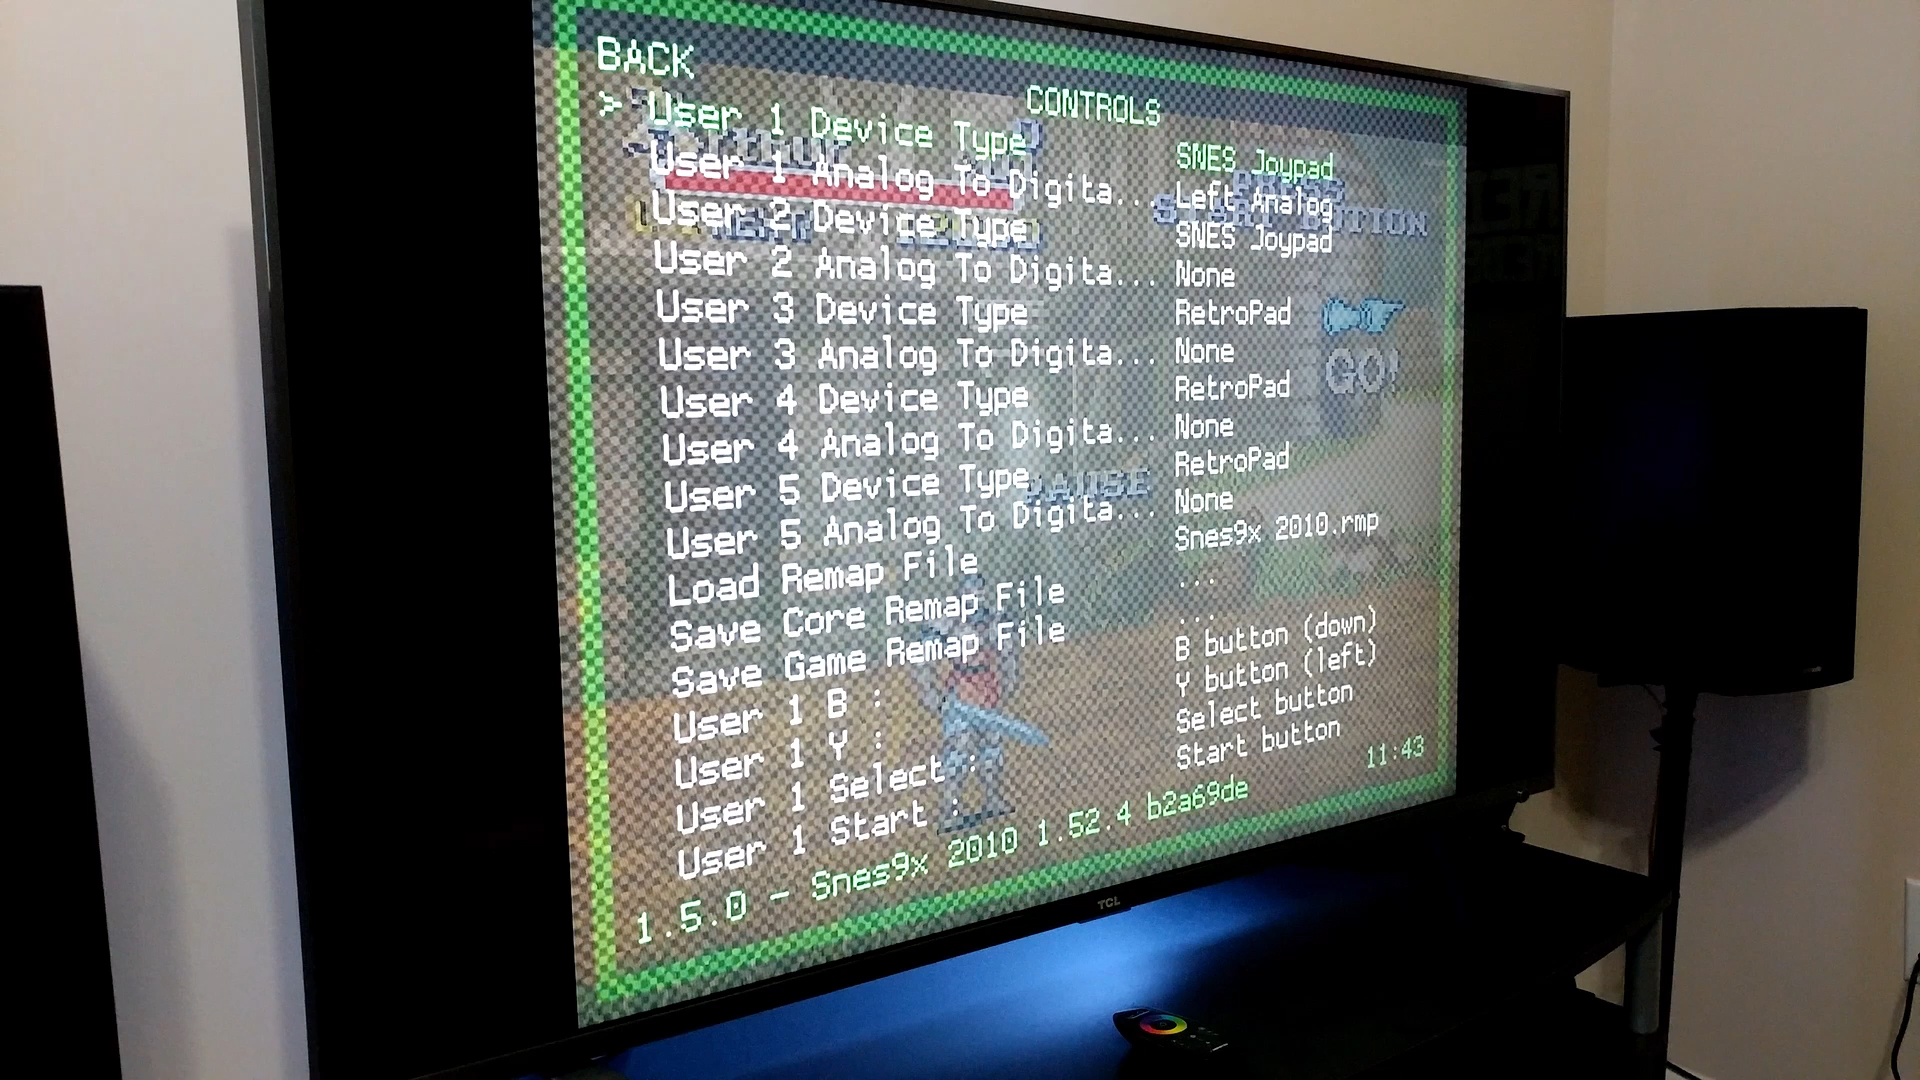 BACK
CONTROLS
> User 1 Device Type SNES Joypad
User 1 Analog To Digita... Left Analog
User 2 Device Type SNES Joypad
User 2 Analog To Digita... None
User 3 Device Type RetroPad
User 3 Analog To Digita... None
User 4 Device Type RetroPad
User 4 Analog To Digita... None
User 5 Device Type RetroPad
User 5 Analog To Digita... None
Load Remap File Snes9x 2010.rmp
Save Core Remap File ...
Save Game Remap File ...
User 1 B : B button (down)
User 1 Y : Y button (left)
User 1 Select : Select button
User 1 Start : Start button
11:43
1.5.0 - Snes9x 2010 1.52.4 b2a69de
PRESS
START BUTTON
GO!
PAUSE
TCL